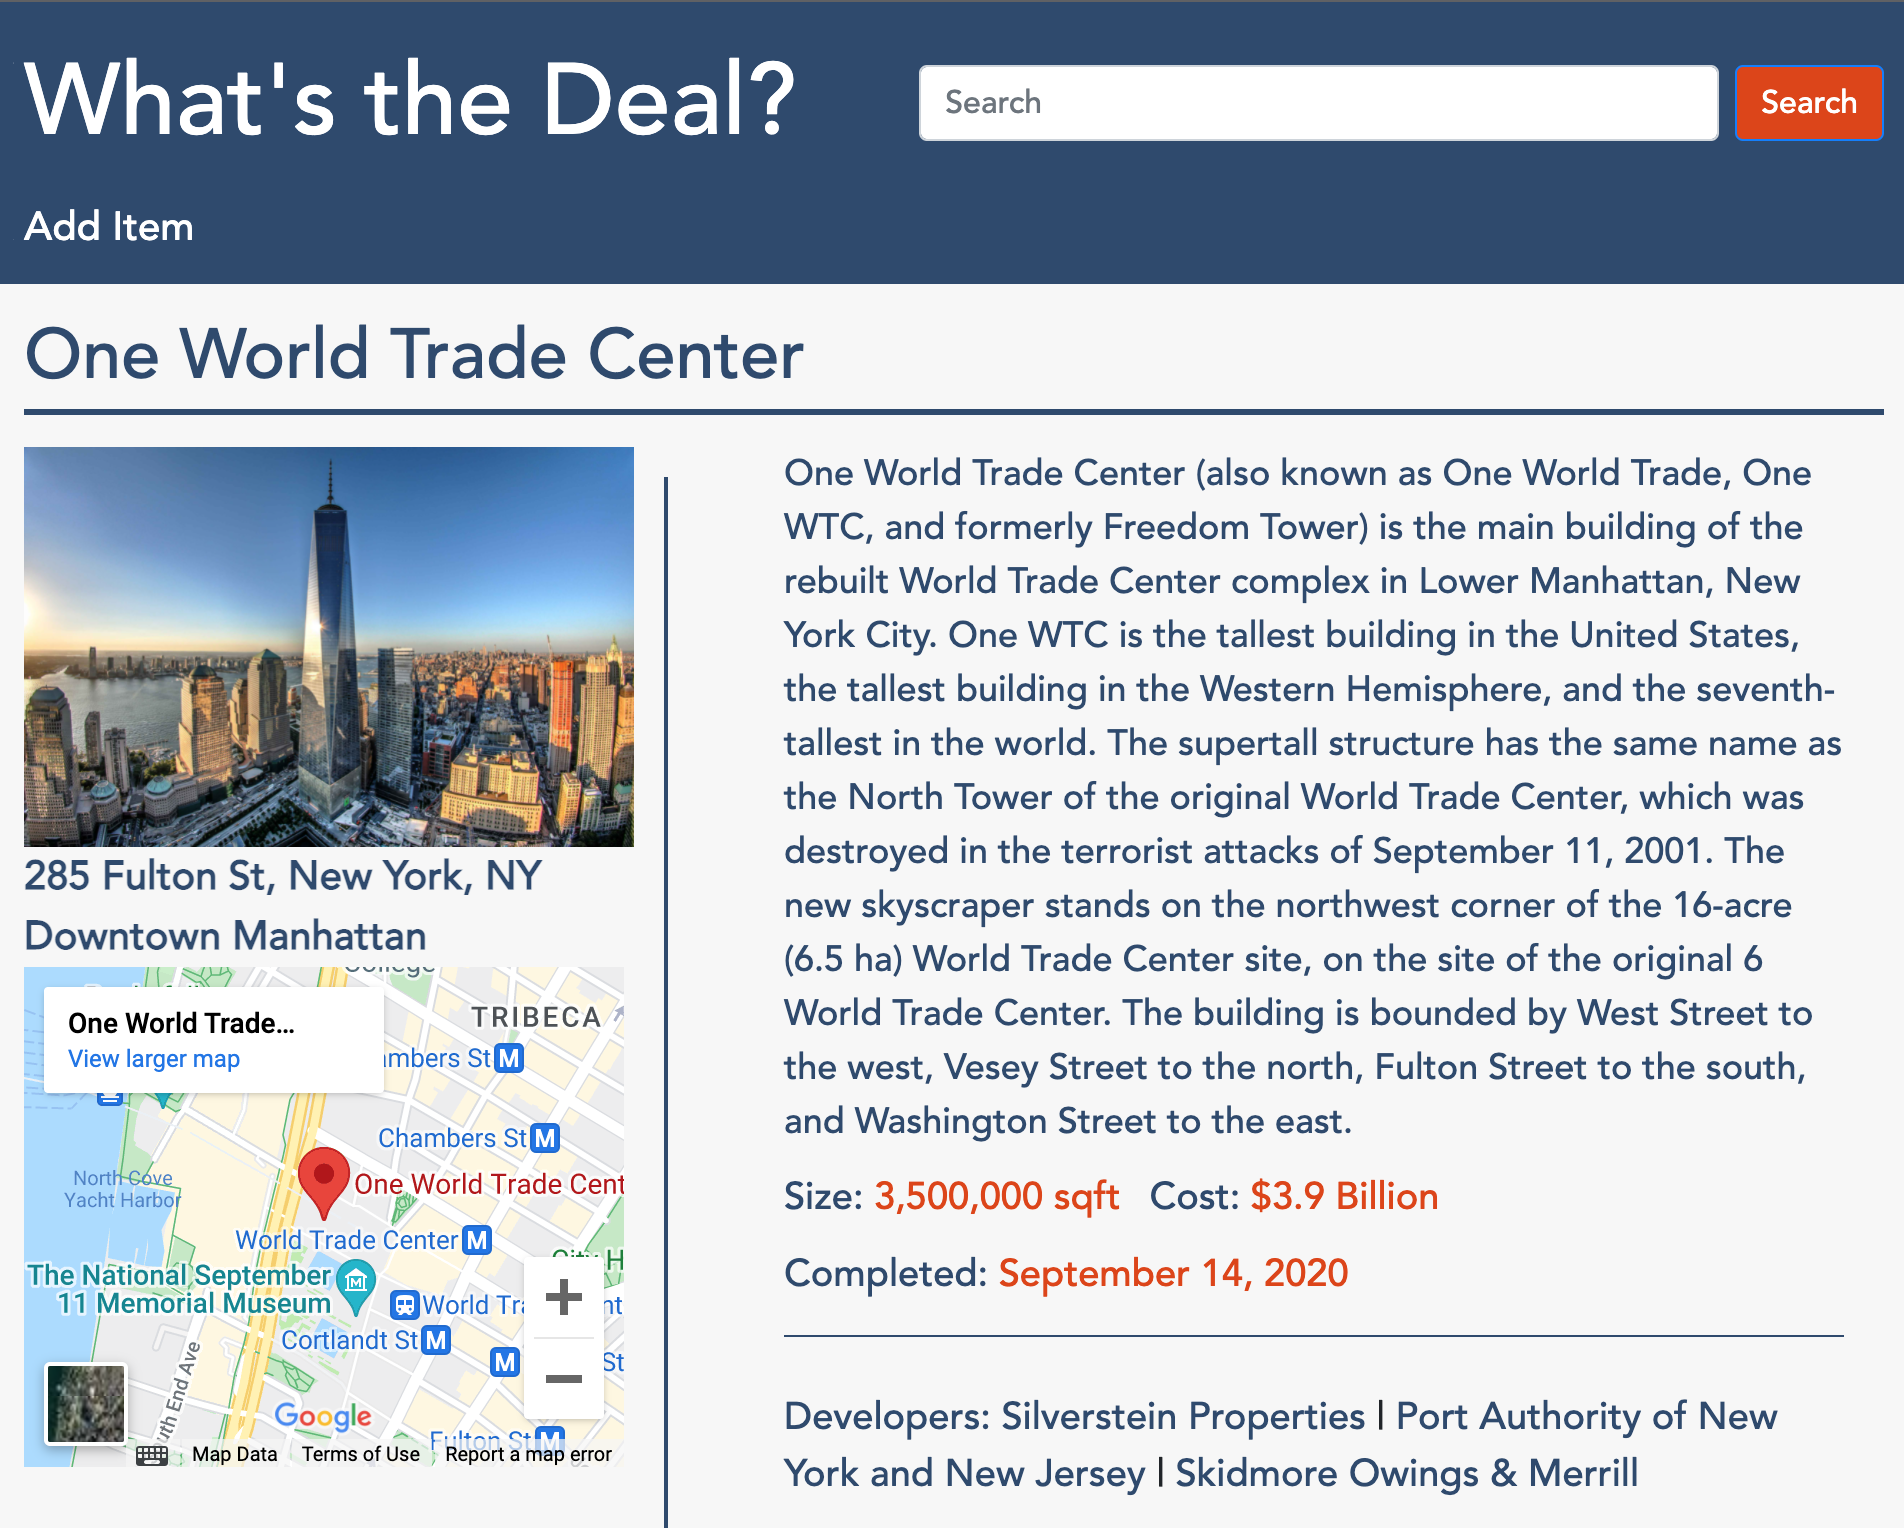 What's the Deal?
Search
Search
Add Item
One World Trade Center
285 Fulton St, New York, NY
Downtown Manhattan
One World Trade...
View larger map
TRIBECA
Chambers St
North Cove
Yacht Harbor
One World Trade Cent
World Trade Center
The National September
11 Memorial Museum
World Tra
Cortlandt St
St
Google
Fulton St
Map Data
Terms of Use
Report a map error
One World Trade Center (also known as One World Trade, One
WTC, and formerly Freedom Tower) is the main building of the
rebuilt World Trade Center complex in Lower Manhattan, New
York City. One WTC is the tallest building in the United States,
the tallest building in the Western Hemisphere, and the seventh-
tallest in the world. The supertall structure has the same name as
the North Tower of the original World Trade Center, which was
destroyed in the terrorist attacks of September 11, 2001. The
new skyscraper stands on the northwest corner of the 16-acre
(6.5 ha) World Trade Center site, on the site of the original 6
World Trade Center. The building is bounded by West Street to
the west, Vesey Street to the north, Fulton Street to the south,
and Washington Street to the east.
Size: 3,500,000 sqft Cost: $3.9 Billion
Completed: September 14, 2020
Developers: Silverstein Properties | Port Authority of New
York and New Jersey | Skidmore Owings & Merrill